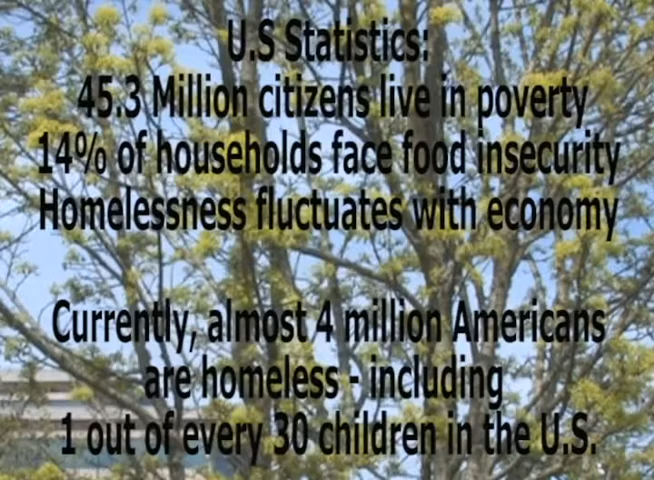 U.S Statistics:
45.3 Million citizens live in poverty
14% of households face food insecurity
Homelessness fluctuates with economy
Currently, almost 4 million Americans
are homeless - including
1 out of every 30 children in the U.S.